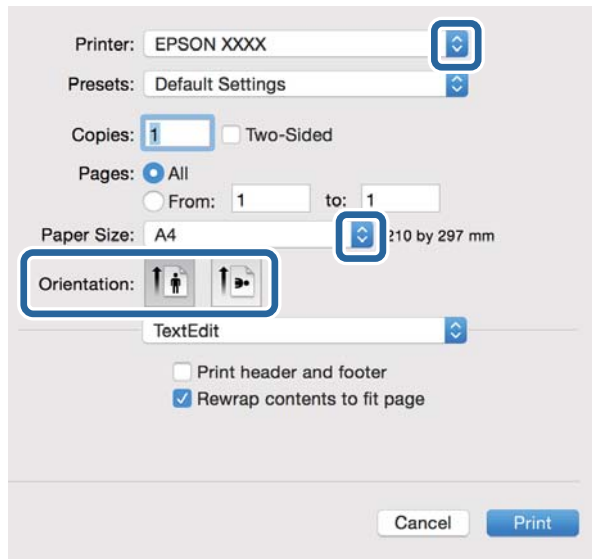 Printer: EPSON XXXX
Presets: Default Settings
Copies: 1 Two-Sided
Pages: All
From: 1 to: 1
Paper Size: A4 210 by 297 mm
Orientation:
TextEdit
Print header and footer
Rewrap contents to fit page
Cancel Print